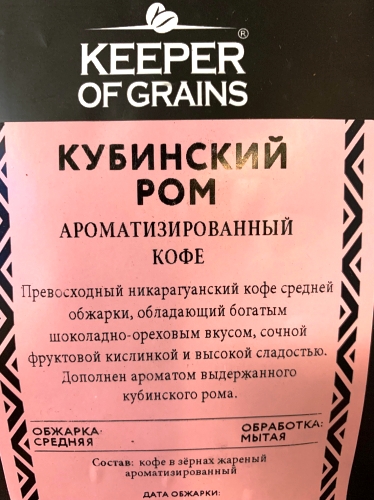 KEEPER
OF GRAINS
®
КУБИНСКИЙ
РОМ
АРОМАТИЗИРОВАННЫЙ
КОФЕ
Превосходный никарагуанский кофе средней
обжарки, обладающий богатым
шоколадно-ореховым вкусом, сочной
фруктовой кислинкой и высокой сладостью.
Дополнен ароматом выдержанного
кубинского рома.
ОБЖАРКА:
СРЕДНЯЯ
ОБРАБОТКА:
МЫТАЯ
Состав: кофе в зёрнах жареный
ароматизированный
ДАТА ОБЖАРКИ: